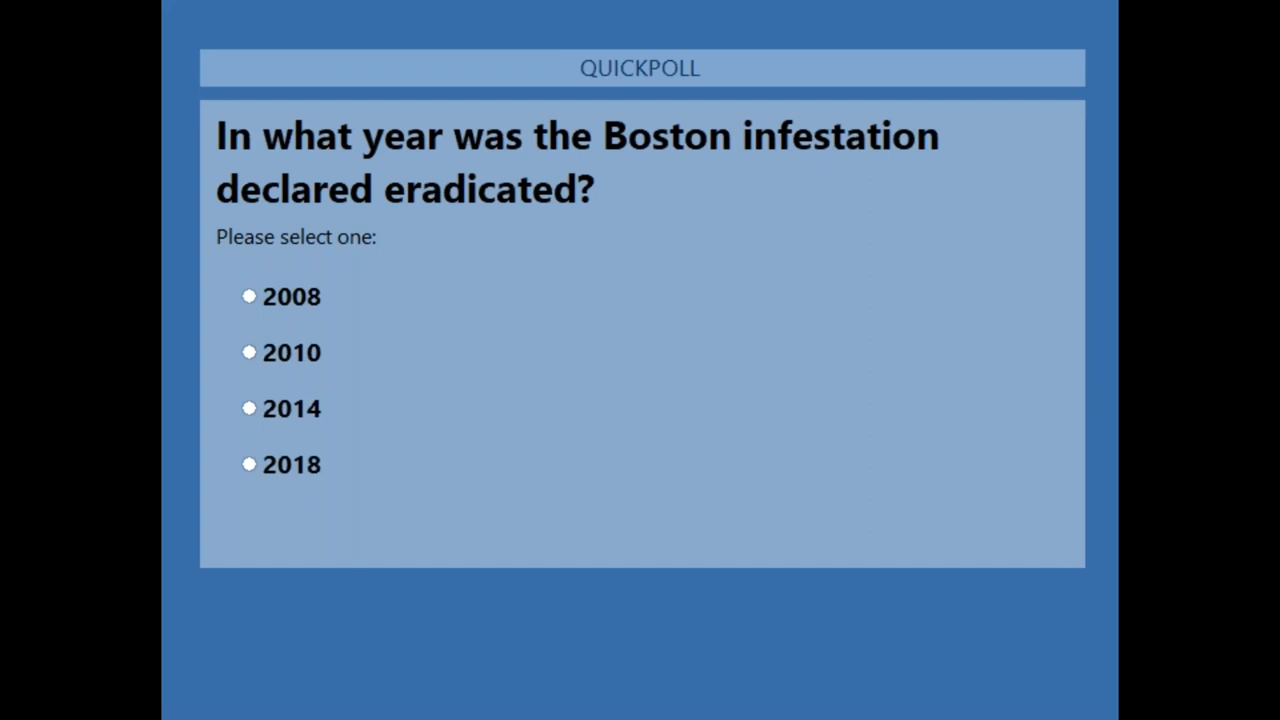 QUICKPOLL
In what year was the Boston infestation
declared eradicated?
Please select one:
2008
2010
2014
2018